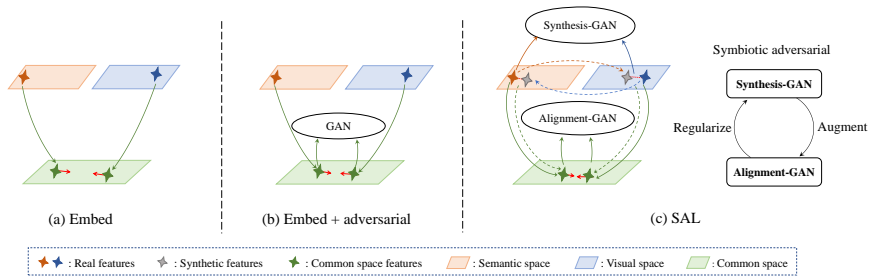 Synthesis-GAN
Symbiotic adversarial
Synthesis-GAN
GAN
Alignment-GAN
Regularize
Augment
Alignment-GAN
(a) Embed
(b) Embed + adversarial
(c) SAL
: Real features
: Synthetic features
: Common space features
: Semantic space
: Visual space
: Common space